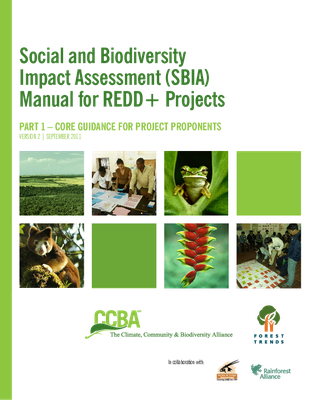 Social and Biodiversity
Impact Assessment (SBIA)
Manual for REDD+ Projects
PART 1 – CORE GUIDANCE FOR PROJECT PROPONENTS
VERSION 2 | SEPTEMBER 2011
CCBA
The Climate, Community & Biodiversity Alliance
FOREST
TRENDS
In collaboration with:
Rainforest
Alliance